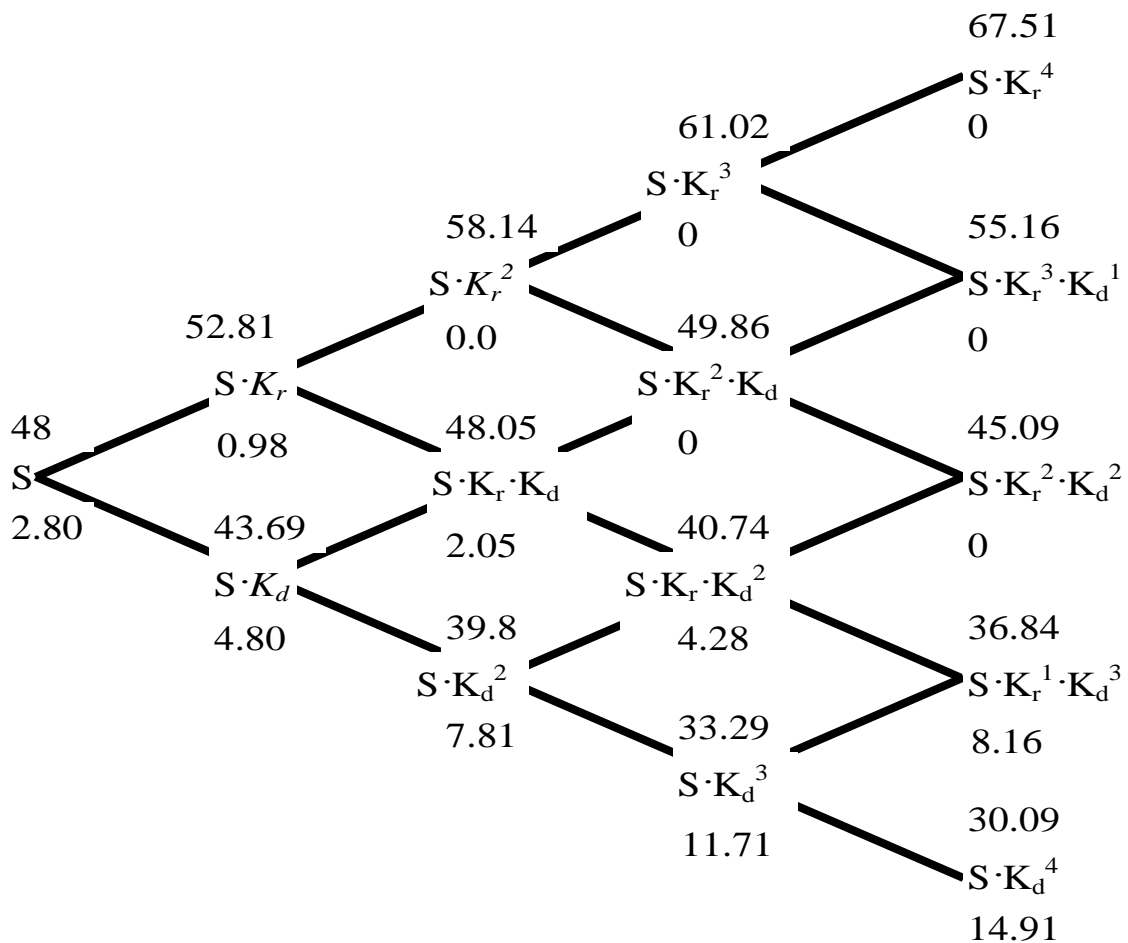 67.51
S·K_r^4
0
61.02
S·K_r^3
0
58.14
S·K_r^2
0.0
55.16
S·K_r^3·K_d^1
0
52.81
S·K_r
0.98
49.86
S·K_r^2·K_d
0
48
S
2.80
48.05
S·K_r·K_d
2.05
45.09
S·K_r^2·K_d^2
0
43.69
S·K_d
4.80
40.74
S·K_r·K_d^2
4.28
39.8
S·K_d^2
7.81
36.84
S·K_r^1·K_d^3
8.16
33.29
S·K_d^3
11.71
30.09
S·K_d^4
14.91